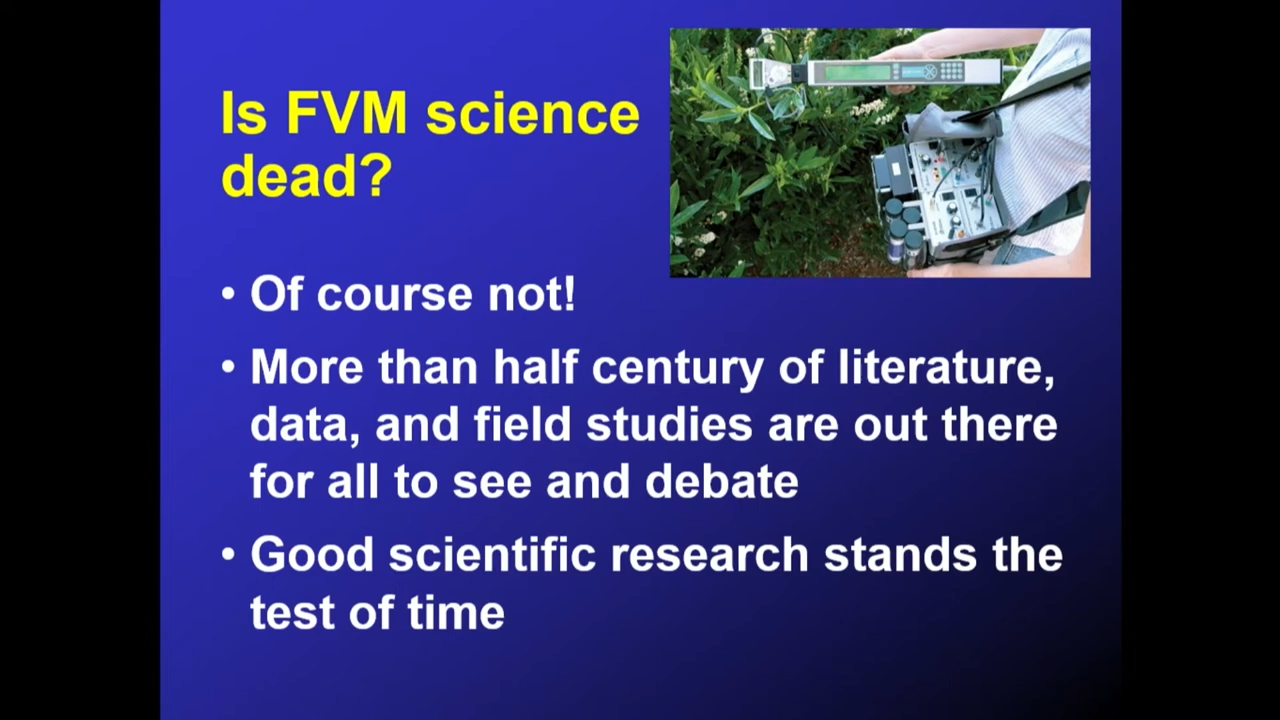 Is FVM science
dead?
• Of course not!
• More than half century of literature,
data, and field studies are out there
for all to see and debate
• Good scientific research stands the
test of time